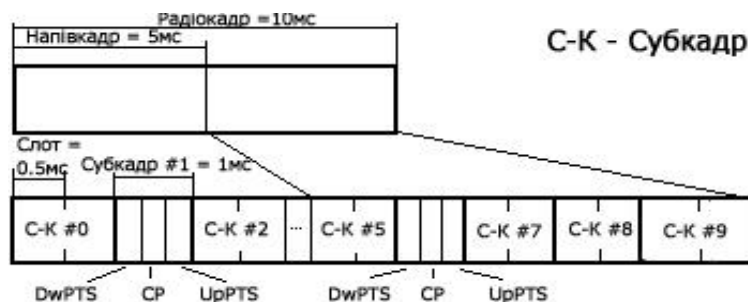 Радіокадр =10мс
Напівкадр = 5мс
С-К - Субкадр
Слот =
0.5мс
Субкадр #1 = 1мс
С-К #0
С-К #2
...
С-К #5
С-К #7
С-К #8
С-К #9
DwPTS
CP
UpPTS
DwPTS
CP
UpPTS